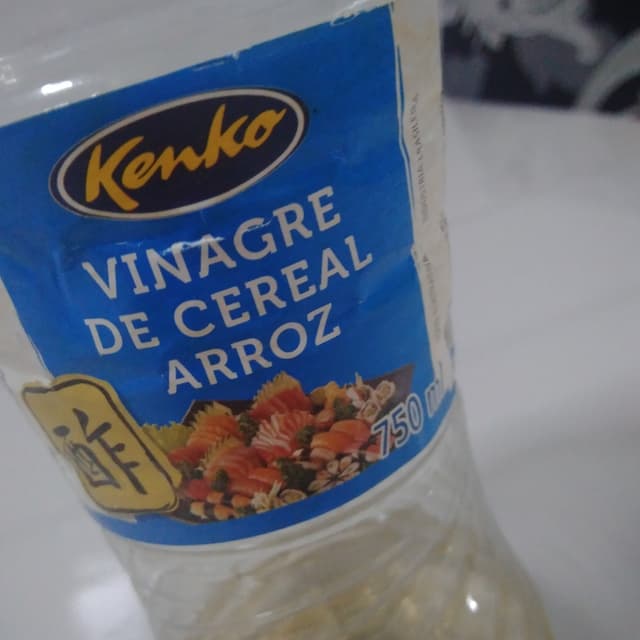 Kenko
VINAGRE
DE CEREAL
ARROZ
酢
750 ml